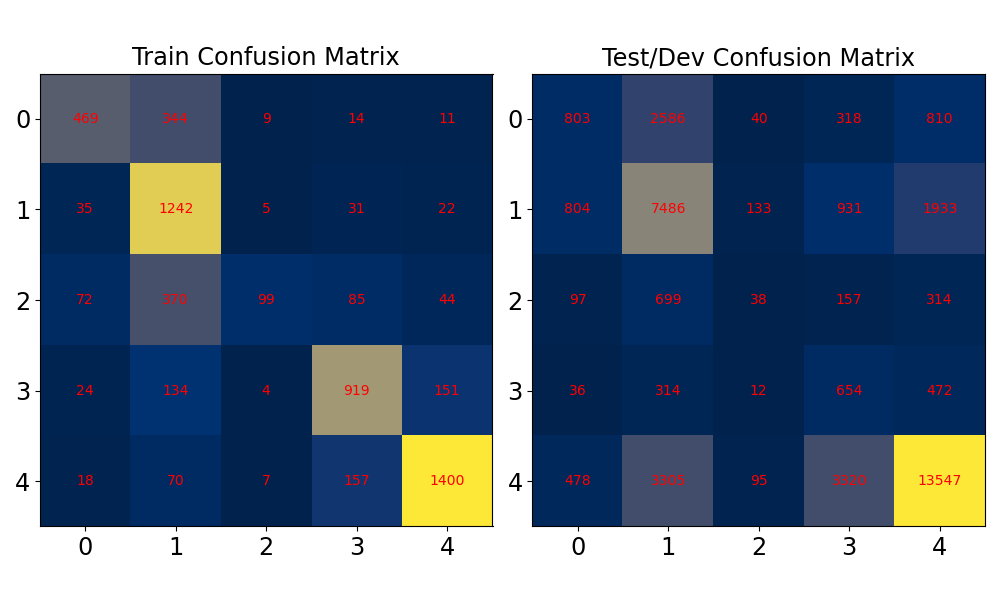 Train Confusion Matrix
Test/Dev Confusion Matrix
0 469 344 9 14 11
1 35 1242 5 31 22
2 72 370 99 85 44
3 24 134 4 919 151
4 18 70 7 157 1400
0 1 2 3 4
0 803 2586 40 318 810
1 804 7486 133 931 1933
2 97 699 38 157 314
3 36 314 12 654 472
4 478 95 13547
0 1 2 3 4